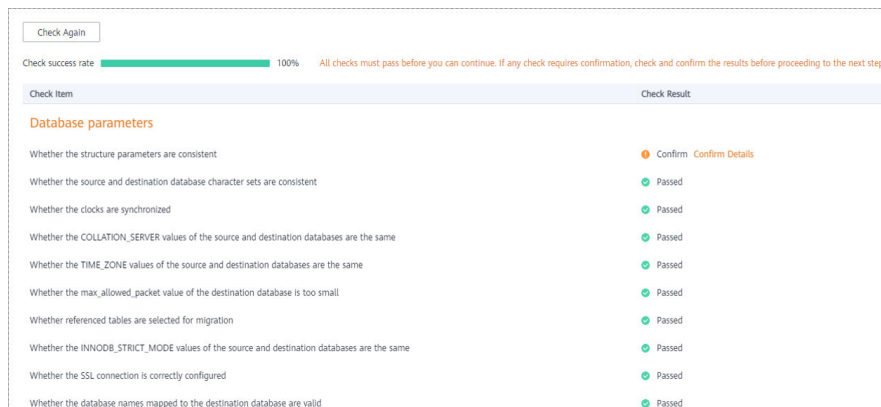 Check Again
Check success rate 100% All checks must pass before you can continue. If any check requires confirmation, check and confirm the results before proceeding to the next step
Check Item Check Result
Database parameters
Whether the structure parameters are consistent Confirm Confirm Details
Whether the source and destination database character sets are consistent Passed
Whether the clocks are synchronized Passed
Whether the COLLATION_SERVER values of the source and destination databases are the same Passed
Whether the TIME_ZONE values of the source and destination databases are the same Passed
Whether the max_allowed_packet value of the destination database is too small Passed
Whether referenced tables are selected for migration Passed
Whether the INNODB_STRICT_MODE values of the source and destination databases are the same Passed
Whether the SSL connection is correctly configured Passed
Whether the database names mapped to the destination database are valid Passed